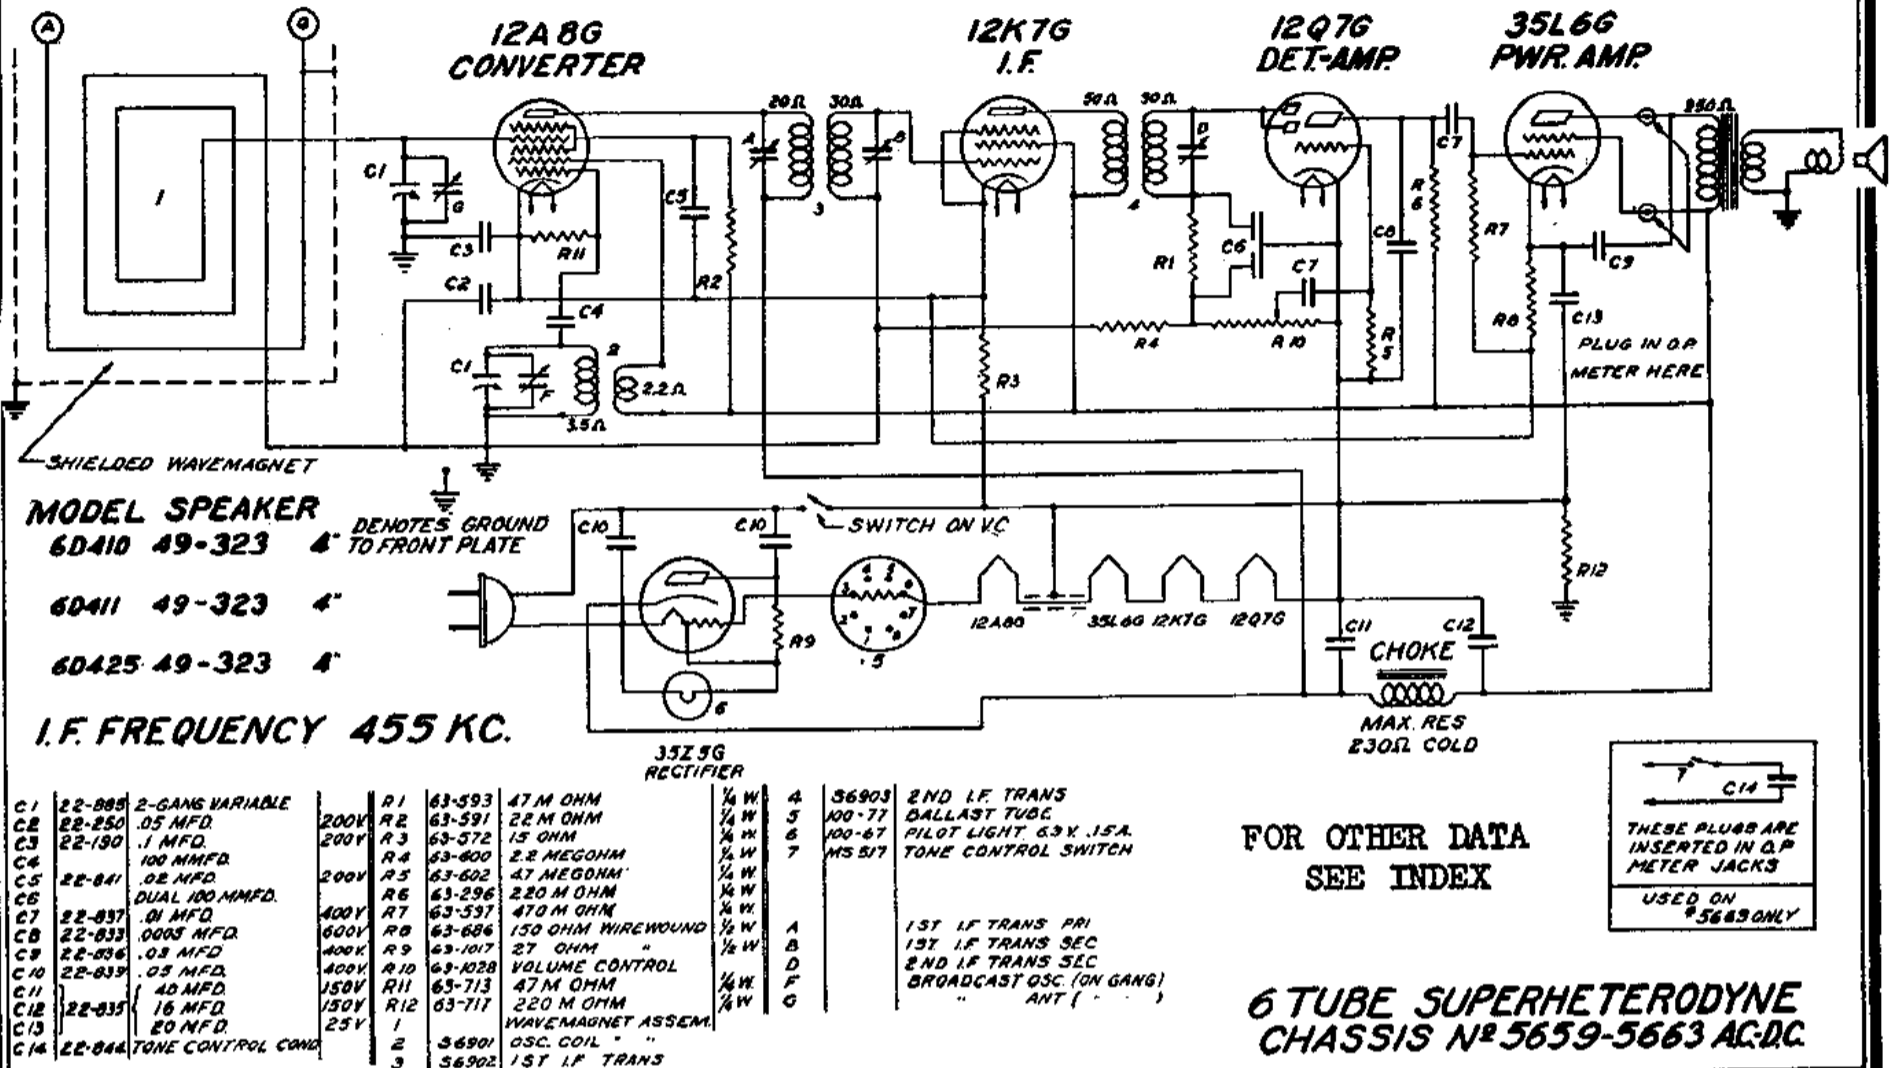 A
G
12A8G
CONVERTER
12K7G
I.F.
12Q7G
DET-AMP.
35L6G
PWR. AMP.
20Ω
30Ω
50Ω
30Ω
250Ω
A
B
D
C1
G
C3
R11
C5
R2
C2
C4
3
4
R1
C6
C7
C7
R6
C8
R7
C9
R8
C13
R4
R10
R5
R3
1
C1
F
2
2.2Ω
3.5Ω
PLUG IN O.P.
METER HERE
SHIELDED WAVEMAGNET
MODEL SPEAKER
6D410 49-323 4"
6D411 49-323 4"
6D425 49-323 4"
DENOTES GROUND
TO FRONT PLATE
C10
C10
SWITCH ON V.C.
R9
5
6
12A8G
35L6G
12K7G
12Q7G
R12
C11
C12
CHOKE
MAX. RES
230Ω COLD
I.F. FREQUENCY 455 KC.
35Z5G
RECTIFIER
C1 22-885 2-GANG VARIABLE
C2 22-250 .05 MFD. 200V
C3 22-190 .1 MFD. 200V
C4 100 MMFD.
C5 22-841 .02 MFD. 200V
C6 DUAL 100 MMFD.
C7 22-837 .01 MFD. 400V
C8 22-833 .0005 MFD. 600V
C9 22-836 .03 MFD. 400V
C10 22-839 .05 MFD. 400V
C11 40 MFD. 150V
C12 22-835 16 MFD. 150V
C13 20 MFD. 25V
C14 22-844 TONE CONTROL COND.
R1 63-593 47 M OHM ¼ W
R2 63-591 22 M OHM ¼ W
R3 63-572 15 OHM ¼ W
R4 63-600 2.2 MEGOHM ¼ W
R5 63-602 4.7 MEGOHM ¼ W
R6 63-296 220 M OHM ¼ W
R7 63-597 470 M OHM ¼ W
R8 63-686 150 OHM WIREWOUND ½ W
R9 63-1017 27 OHM " ½ W
R10 63-1028 VOLUME CONTROL
R11 63-713 47 M OHM ¼ W
R12 63-717 220 M OHM ¼ W
1 WAVEMAGNET ASSEM.
2 S6901 OSC. COIL " "
3 S6902 1ST I.F TRANS
4 S6903 2ND I.F. TRANS
5 100-77 BALLAST TUBE
6 100-67 PILOT LIGHT 6.3 V. .15A.
7 MS 517 TONE CONTROL SWITCH
A 1ST I.F TRANS PRI
B 1ST I.F TRANS SEC
D 2ND I.F TRANS SEC
F BROADCAST OSC. (ON GANG)
G " ANT ( " " )
FOR OTHER DATA
SEE INDEX
7
C14
THESE PLUGS ARE
INSERTED IN O.P.
METER JACKS
USED ON
#5663 ONLY
6 TUBE SUPERHETERODYNE
CHASSIS Nº 5659-5663 AC-D.C.